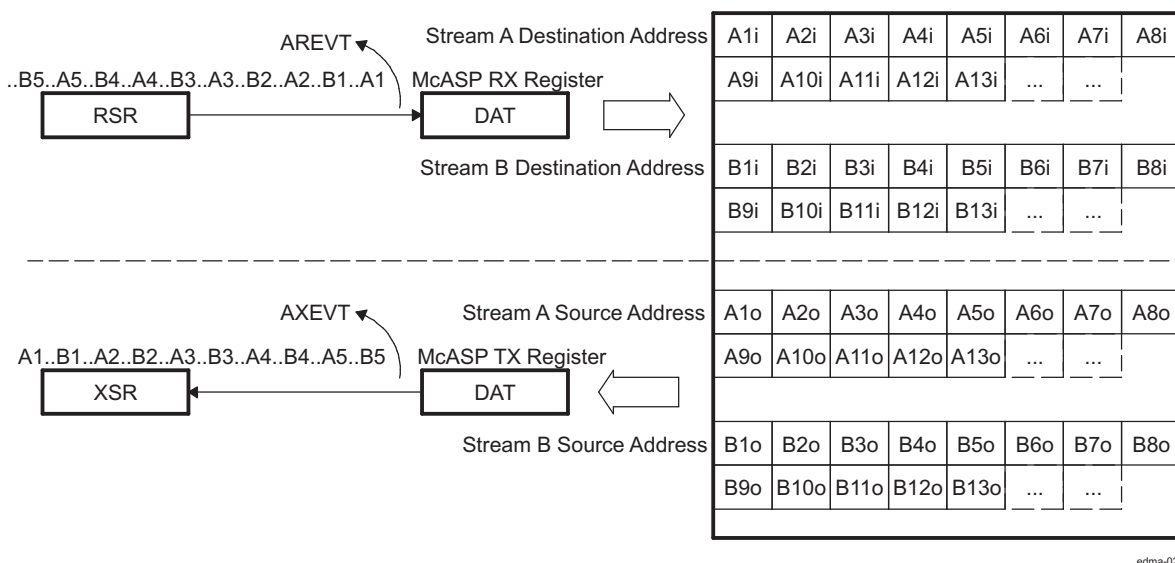 AREVT
Stream A Destination Address A1i A2i A3i A4i A5i A6i A7i A8i
..B5..A5..B4..A4..B3..A3..B2..A2..B1..A1 McASP RX Register A9i A10i A11i A12i A13i ... ...
RSR DAT
Stream B Destination Address B1i B2i B3i B4i B5i B6i B7i B8i
B9i B10i B11i B12i B13i ... ...
AXEVT Stream A Source Address A1o A2o A3o A4o A5o A6o A7o A8o
A1..B1..A2..B2..A3..B3..A4..B4..A5..B5 McASP TX Register A9o A10o A11o A12o A13o ... ...
XSR DAT
Stream B Source Address B1o B2o B3o B4o B5o B6o B7o B8o
B9o B10o B11o B12o B13o ... ...